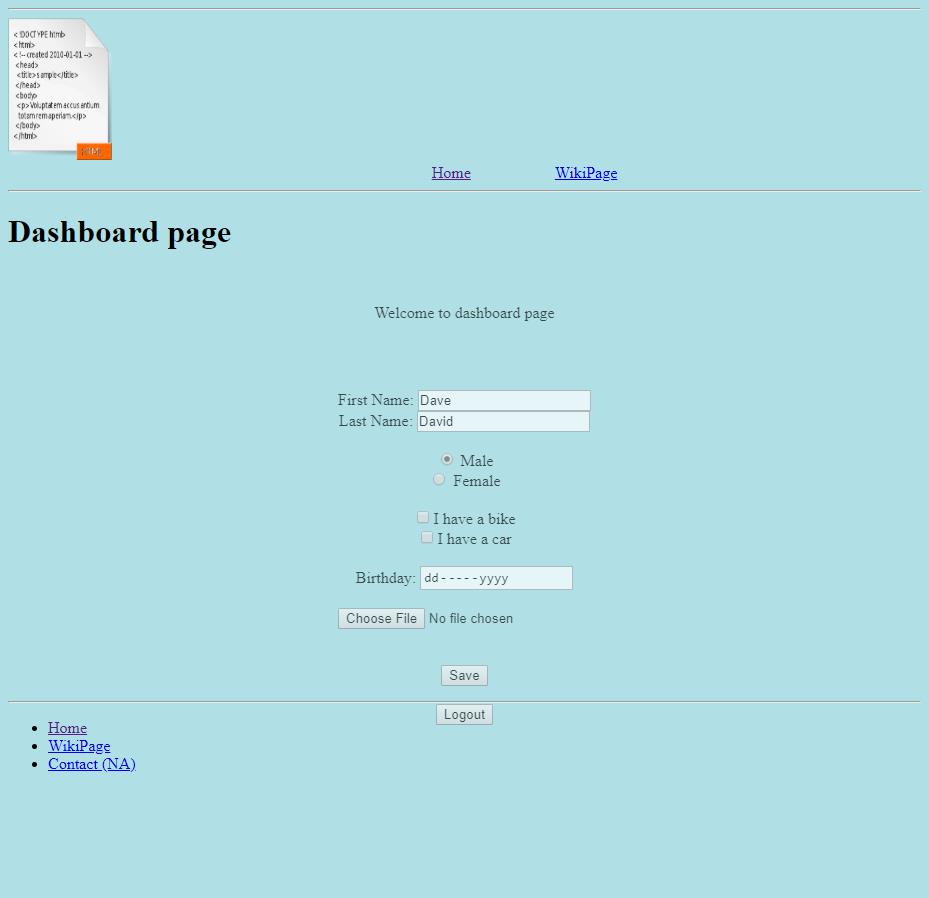 < !DOCTYPE html>
<html>
< !-- created 2010-01-01 -->
<head>
<title>sample</title>
</head>
<body>
<p>Voluptatem accusantium
totam rem aperiam.</p>
</body>
</html>
HTML
Home WikiPage
Dashboard page
Welcome to dashboard page
First Name: Dave
Last Name: David
Male
Female
I have a bike
I have a car
Birthday: dd-----yyyy
Choose File No file chosen
Save
Logout
Home
WikiPage
Contact (NA)